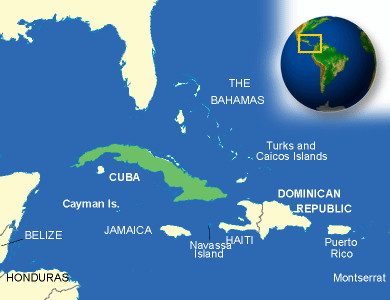 THE
BAHAMAS
Turks and
Caicos Islands
CUBA
DOMINICAN
REPUBLIC
Cayman Is.
JAMAICA
HAITI
Navassa
Island
Puerto
Rico
BELIZE
HONDURAS
Montserrat